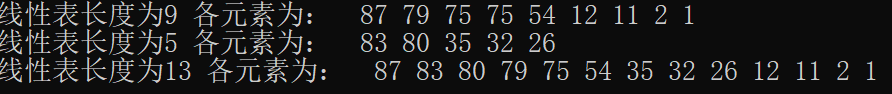 线性表长度为9 各元素为:  87 79 75 75 54 12 11 2 1
线性表长度为5 各元素为:  83 80 35 32 26
线性表长度为13 各元素为:  87 83 80 79 75 54 35 32 26 12 11 2 1